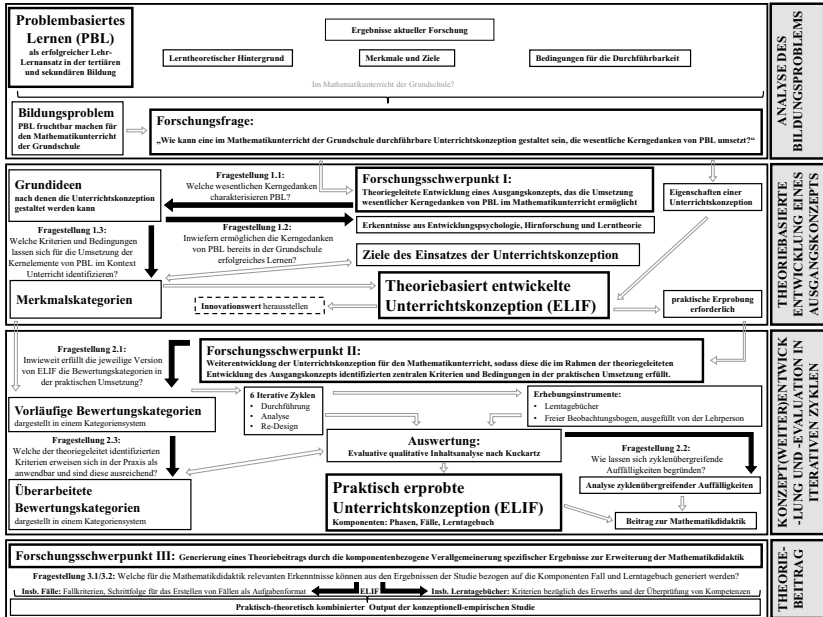 Problembasiertes
Lernen (PBL)
als erfolgreicher Lehr-
Lernansatz in der tertiären
und sekundären Bildung
Ergebnisse aktueller Forschung
Lerntheoretischer Hintergrund
Merkmale und Ziele
Bedingungen für die Durchführbarkeit
Im Mathematikunterricht der Grundschule?
Bildungsproblem
PBL fruchtbar machen für
den Mathematikunterricht
der Grundschule
Forschungsfrage:
„Wie kann eine im Mathematikunterricht der Grundschule durchführbare Unterrichtskonzeption gestaltet sein, die wesentliche Kerngedanken von PBL umsetzt?“
ANALYSE DES
BILDUNGSPROBLEMS
Grundideen
nach denen die Unterrichtskonzeption
gestaltet werden kann
Fragestellung 1.1:
Welche wesentlichen Kerngedanken
charakterisieren PBL?
Forschungsschwerpunkt I:
Theoriegeleitete Entwicklung eines Ausgangskonzepts, das die Umsetzung
wesentlicher Kerngedanken von PBL im Mathematikunterricht ermöglicht
Eigenschaften einer
Unterrichtskonzeption
Erkenntnisse aus Entwicklungspsychologie, Hirnforschung und Lerntheorie
Fragestellung 1.3:
Welche Kriterien und Bedingungen
lassen sich für die Umsetzung der
Kernelemente von PBL im Kontext
Unterricht identifizieren?
Fragestellung 1.2:
Inwiefern ermöglichen die Kerngedanken
von PBL bereits in der Grundschule
erfolgreiches Lernen?
Ziele des Einsatzes der Unterrichtskonzeption
Merkmalskategorien
Innovationswert herausstellen
Theoriebasiert entwickelte
Unterrichtskonzeption (ELIF)
praktische Erprobung
erforderlich
THEORIEBASIERTE
ENTWICKLUNG EINES
AUSGANGSKONZEPTS
Fragestellung 2.1:
Inwieweit erfüllt die jeweilige Version
von ELIF die Bewertungskategorien in
der praktischen Umsetzung?
Forschungsschwerpunkt II:
Weiterentwicklung der Unterrichtskonzeption für den Mathematikunterricht, sodass diese die im Rahmen der theoriegeleiteten
Entwicklung des Ausgangskonzepts identifizierten zentralen Kriterien und Bedingungen in der praktischen Umsetzung erfüllt.
Vorläufige Bewertungskategorien
dargestellt in einem Kategoriensystem
6 Iterative Zyklen
• Durchführung
• Analyse
• Re-Design
Erhebungsinstrumente:
• Lerntagebücher
• Freier Beobachtungsbogen, ausgefüllt von der Lehrperson
Fragestellung 2.3:
Welche der theoriegeleitet identifizierten
Kriterien erweisen sich in der Praxis als
anwendbar und sind diese ausreichend?
Auswertung:
Evaluative qualitative Inhaltsanalyse nach Kuckartz
Fragestellung 2.2:
Wie lassen sich zyklenübergreifende
Auffälligkeiten begründen?
Analyse zyklenübergreifender Auffälligkeiten
Überarbeitete
Bewertungskategorien
dargestellt in einem Kategoriensystem
Praktisch erprobte
Unterrichtskonzeption (ELIF)
Komponenten: Phasen, Fälle, Lerntagebuch
Beitrag zur Mathematikdidaktik
KONZEPT(WEITER)ENTWICK
-LUNG UND -EVALUATION IN
ITERATIVEN ZYKLEN
Forschungsschwerpunkt III: Generierung eines Theoriebeitrags durch die komponentenbezogene Verallgemeinerung spezifischer Ergebnisse zur Erweiterung der Mathematikdidaktik
Fragestellung 3.1/3.2: Welche für die Mathematikdidaktik relevanten Erkenntnisse können aus den Ergebnissen der Studie bezogen auf die Komponenten Fall und Lerntagebuch generiert werden?
Insb. Fälle: Fallkriterien, Schrittfolge für das Erstellen von Fällen als Aufgabenformat
ELIF
Insb. Lerntagebücher: Kriterien bezüglich des Erwerbs und der Überprüfung von Kompetenzen
Praktisch-theoretisch kombinierter Output der konzeptionell-empirischen Studie
THEORIE-
BEITRAG